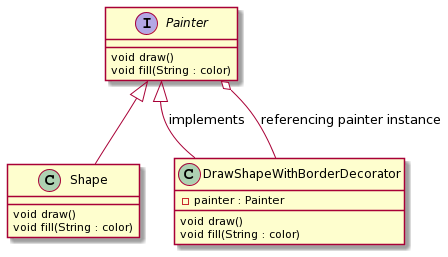 I Painter
void draw()
void fill(String : color)
implements
referencing painter instance
C Shape
void draw()
void fill(String : color)
C DrawShapeWithBorderDecorator
painter : Painter
void draw()
void fill(String : color)